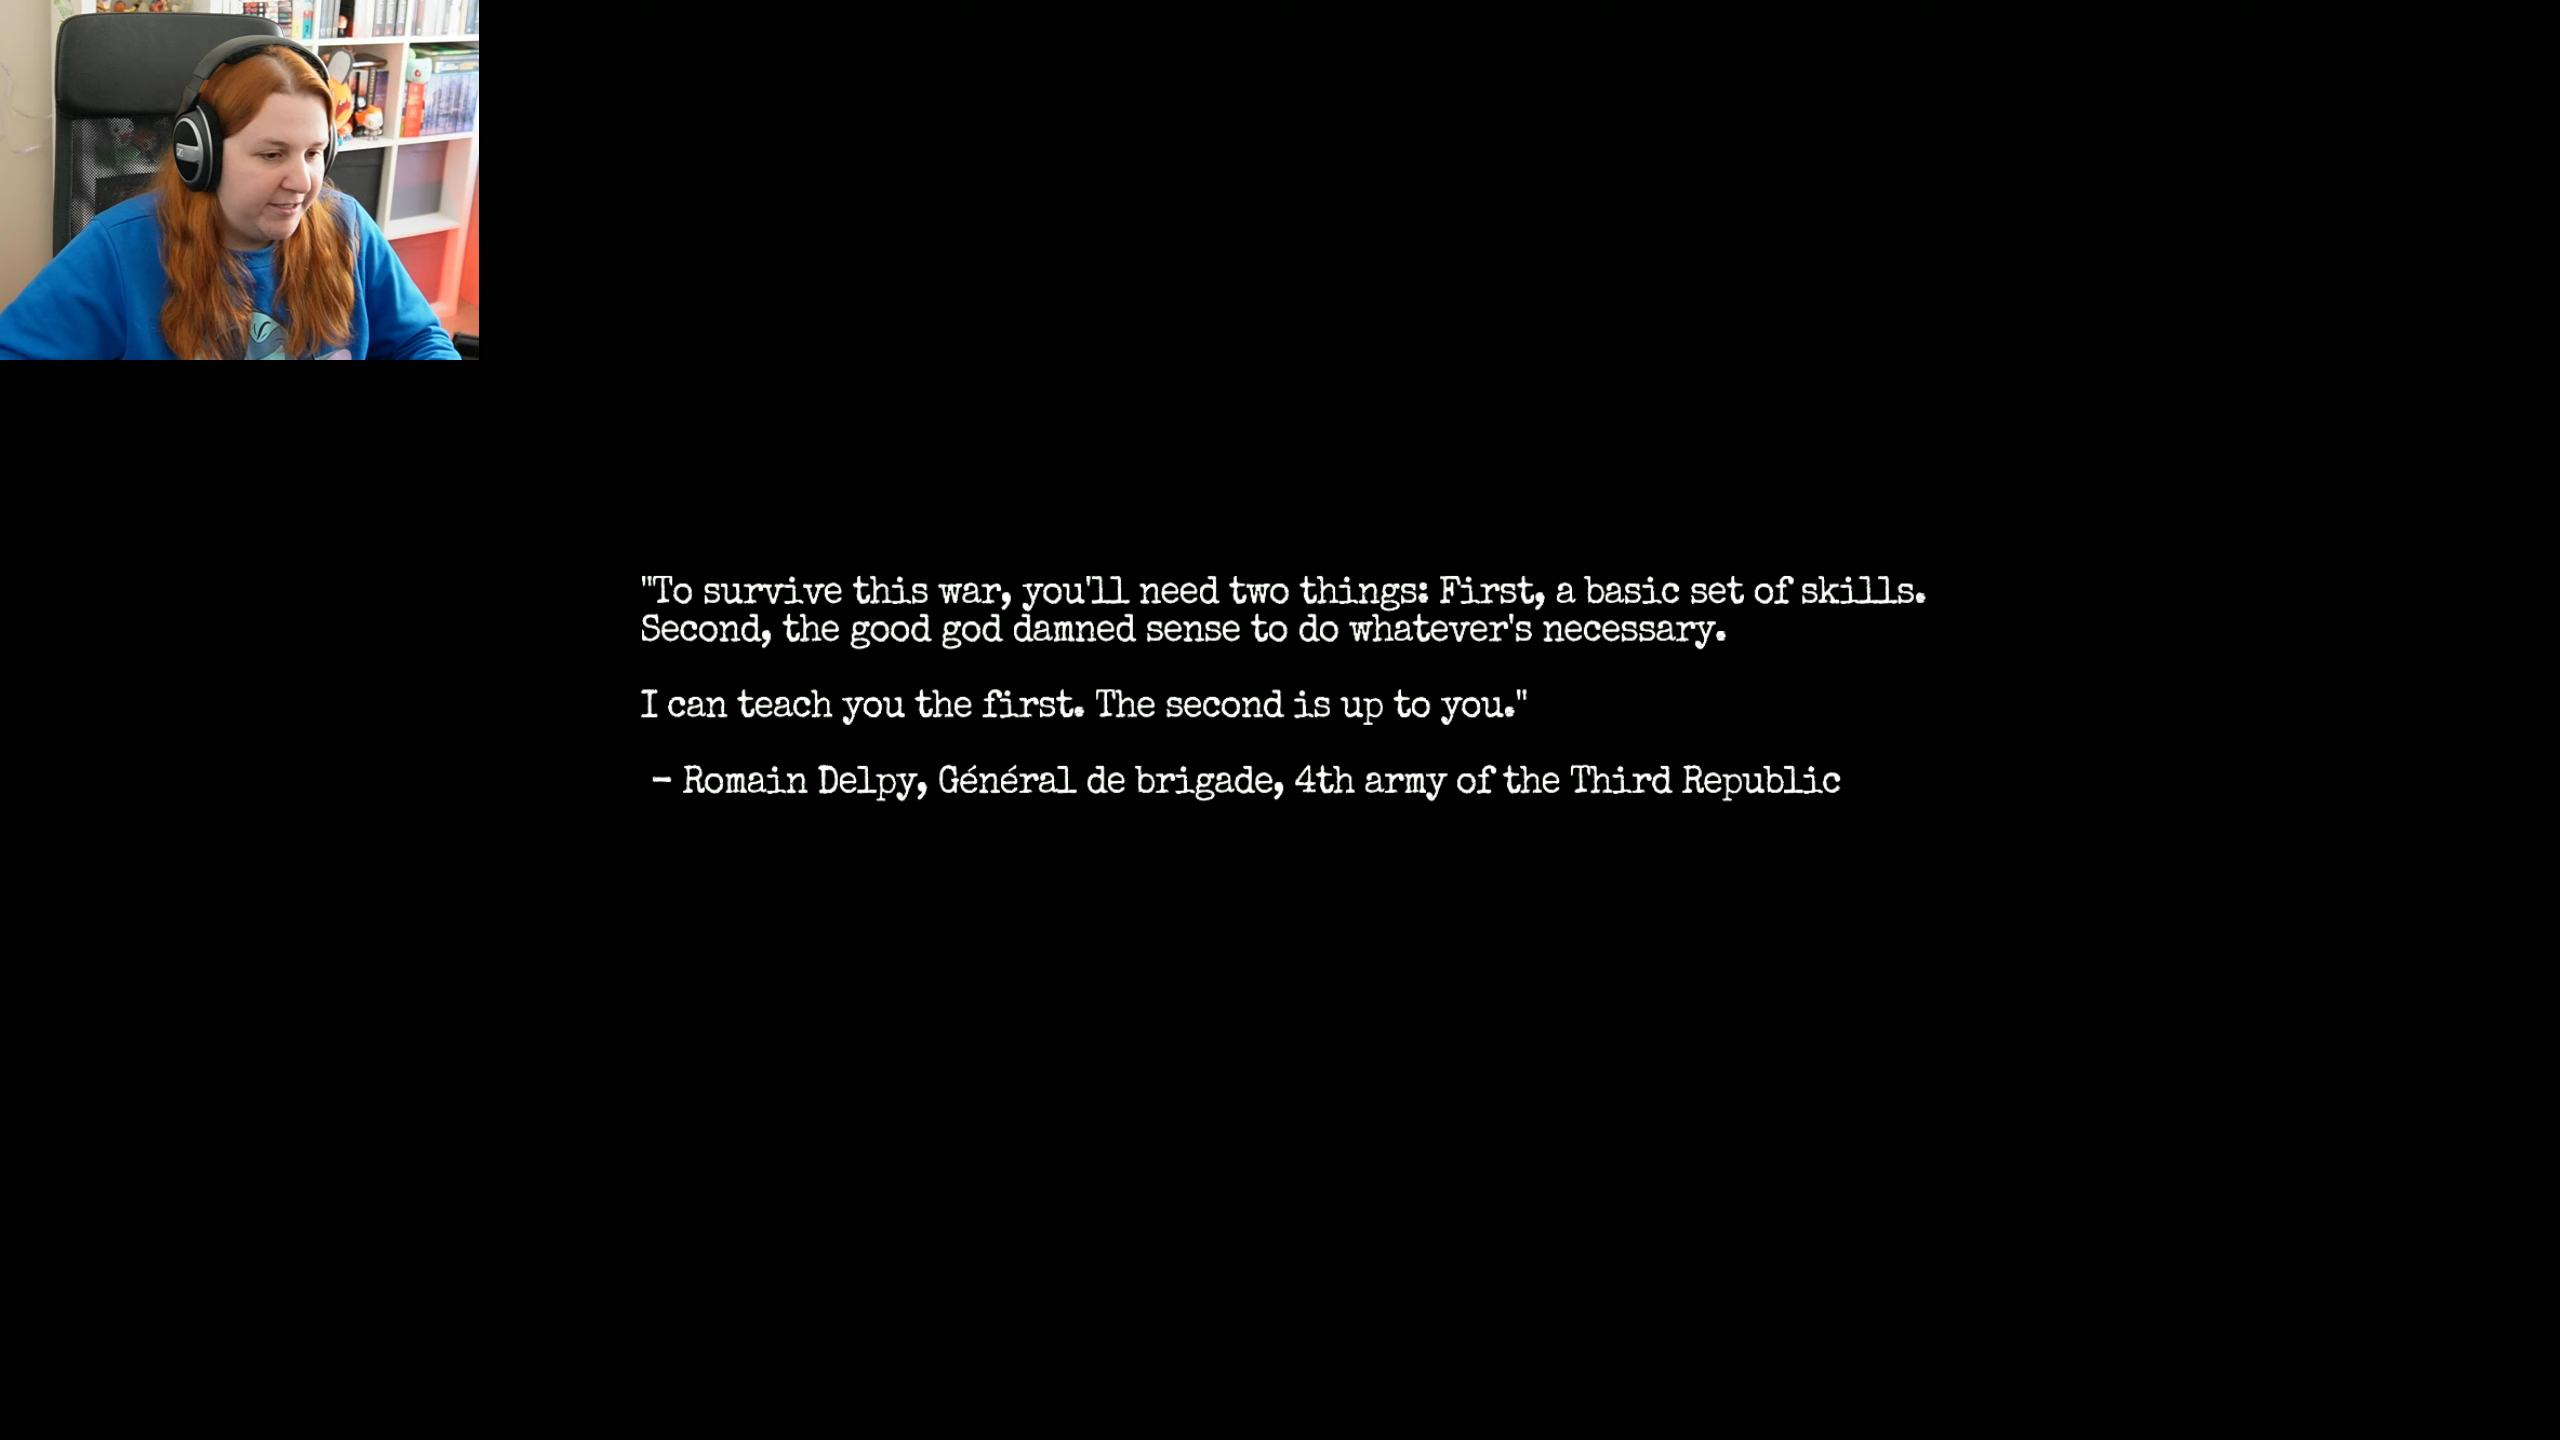 "To survive this war, you'll need two things: First, a basic set of skills.
Second, the good god damned sense to do whatever's necessary.
I can teach you the first. The second is up to you."
– Romain Delpy, Général de brigade, 4th army of the Third Republic